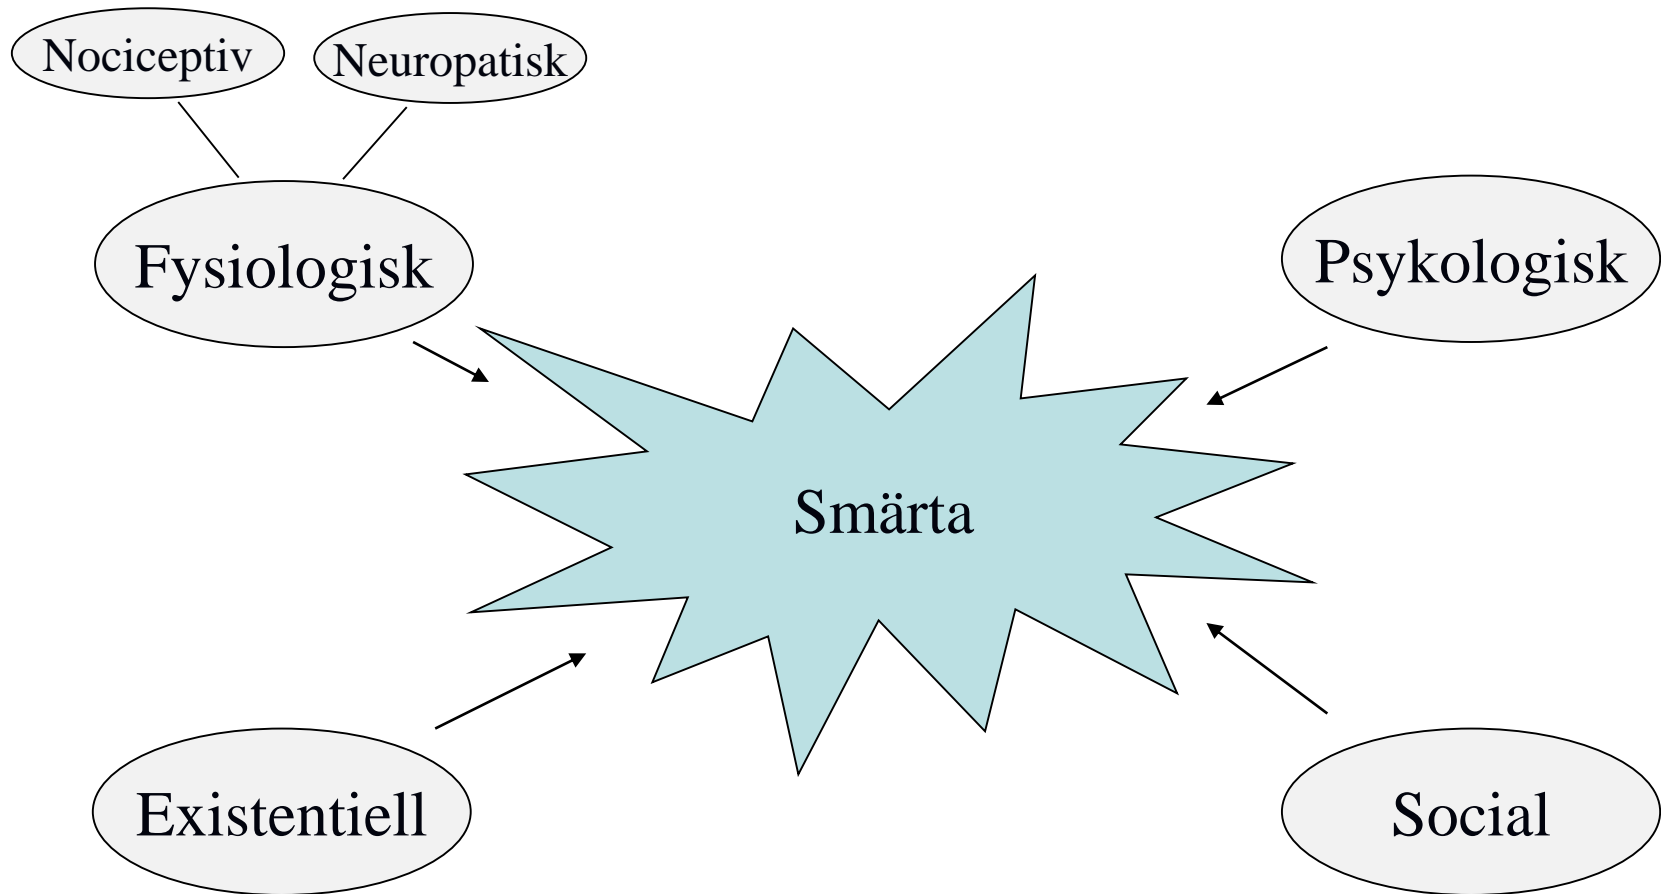 Nociceptiv
Neuropatisk
Fysiologisk
Psykologisk
Smärta
Existentiell
Social